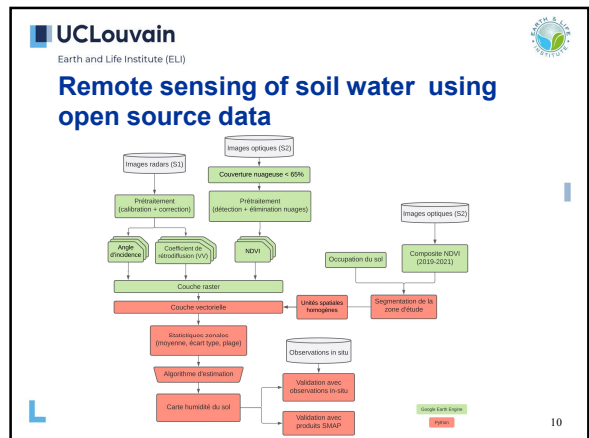 UCLouvain
Earth and Life Institute (ELI)
EARTH & LIFE
INSTITUTE
Remote sensing of soil water using
open source data
Images optiques (S2)
Images radars (S1)
Couverture nuageuse < 65%
Prétraitement
(calibration + correction)
Prétraitement
(détection + élimination nuages)
Images optiques (S2)
Angle
d'incidence
Coefficient de
rétrodiffusion (VV)
NDVI
Occupation du sol
Composite NDVI
(2019-2021)
Couche raster
Couche vectorielle
Unités spatiales
homogènes
Segmentation de la
zone d'étude
Statistiques zonales
(moyenne, écart type, plage)
Observations in situ
Algorithme d'estimation
Validation avec
observations in-situ
Carte humidité du sol
Validation avec
produits SMAP
Google Earth Engine
Python
10